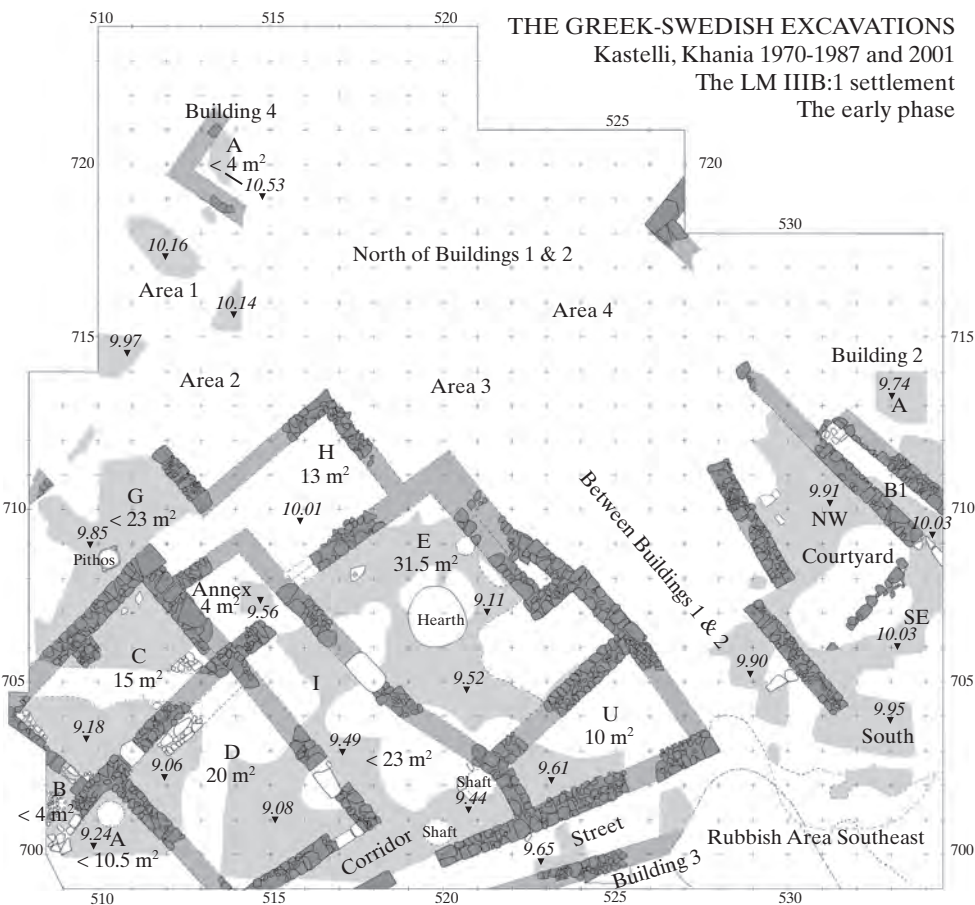 510
515
520
THE GREEK-SWEDISH EXCAVATIONS
Kastelli, Khania 1970-1987 and 2001
The LM IIIB:1 settlement
The early phase
Building 4
525
A
< 4 m²
720
720
10.53
530
10.16
North of Buildings 1 & 2
Area 1
10.14
Area 4
715
9.97
715
Building 2
Area 2
Area 3
9.74
A
H
13 m²
Between Buildings 1 & 2
G
< 23 m²
9.91
NW
B1
710
10.01
710
9.85
Pithos
E
31.5 m²
10.03
Courtyard
Annex
4 m²
9.56
9.11
Hearth
SE
10.03
C
15 m²
9.90
705
I
9.52
705
9.18
U
10 m²
9.95
South
D
20 m²
9.49
< 23 m²
9.06
Shaft
9.61
B
< 4 m²
9.44
9.08
9.24
A
< 10.5 m²
Shaft
Street
Rubbish Area Southeast
700
Corridor
9.65
700
Building 3
510
515
520
525
530